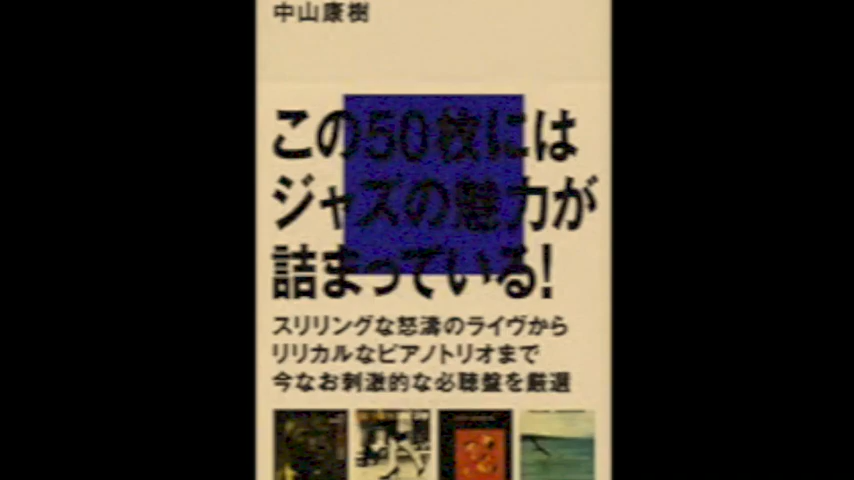 中山康樹
この50枚には
ジャズの魅力が
詰まっている!
スリリングな怒濤のライヴから
リリカルなピアノトリオまで
今なお刺激的な必聴盤を厳選